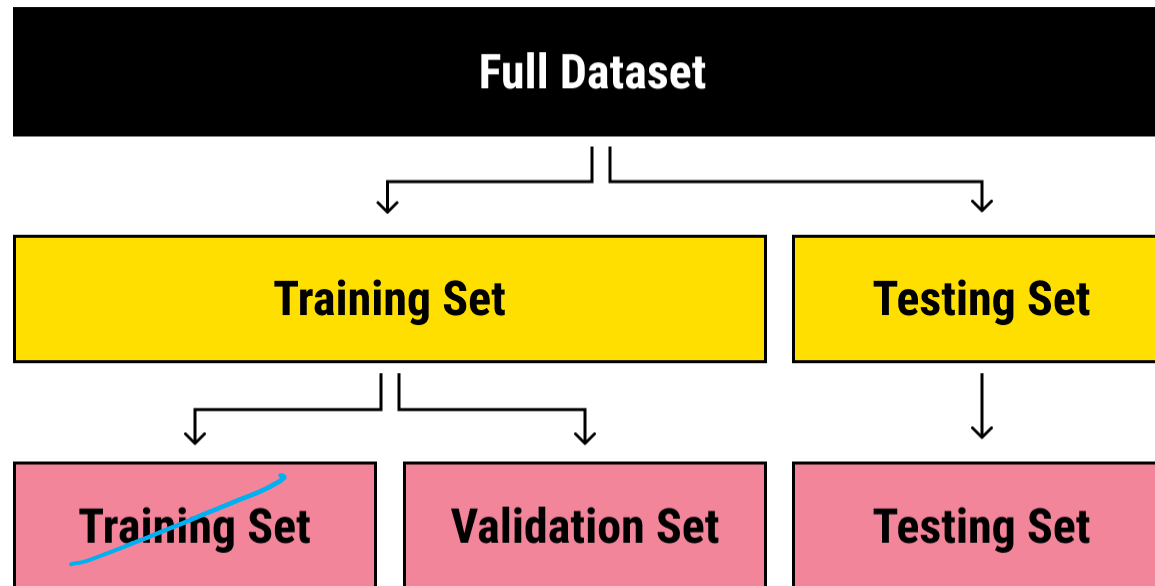 Full Dataset
Training Set
Testing Set
Training Set
Validation Set
Testing Set